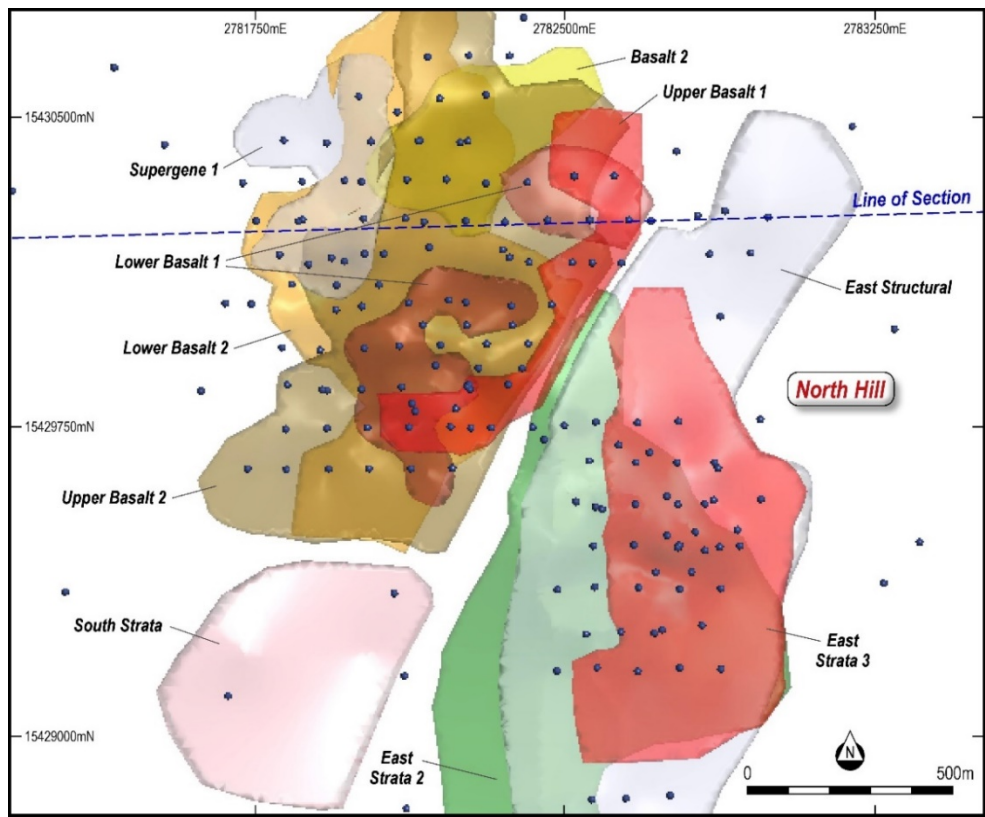 2781750mE
2782500mE
2783250mE
Basalt 2
Upper Basalt 1
15430500mN
Supergene 1
Line of Section
Lower Basalt 1
East Structural
Lower Basalt 2
North Hill
15429750mN
Upper Basalt 2
South Strata
East
Strata 3
15429000mN
East
Strata 2
N
0
500m